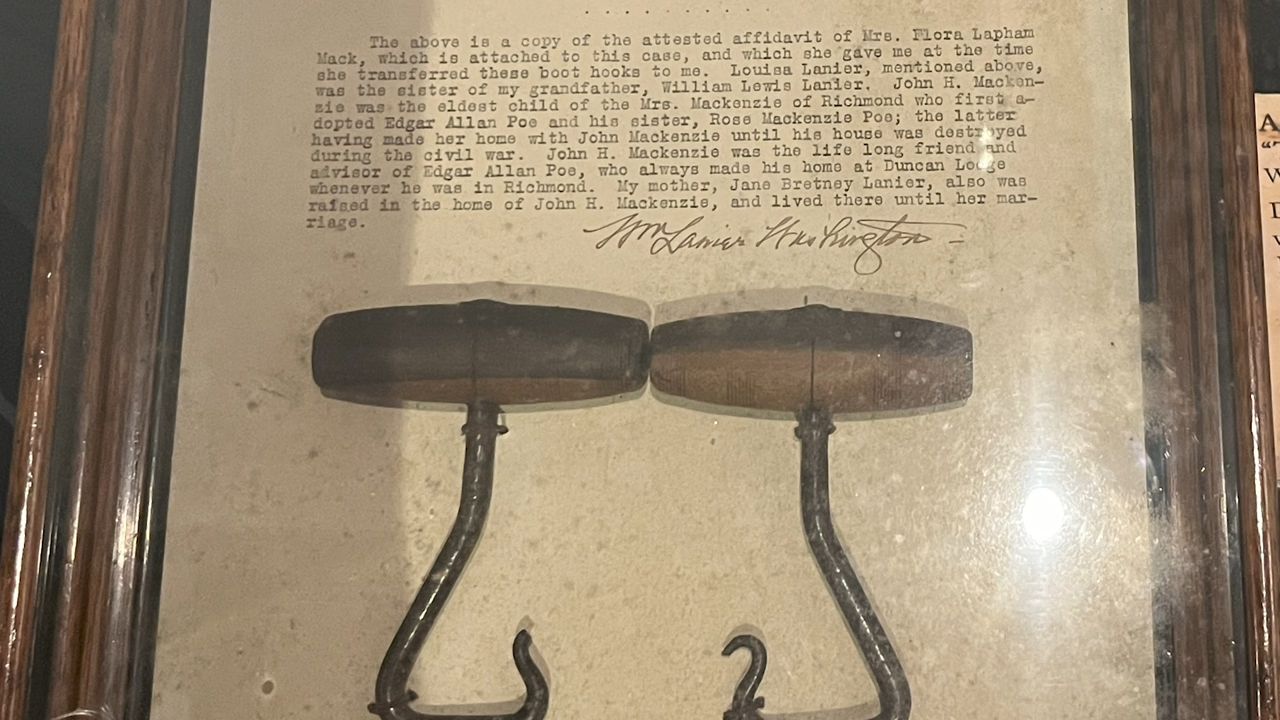 . . . . . . . . . .
The above is a copy of the attested affidavit of Mrs. Flora Lapham
Mack, which is attached to this case, and which she gave me at the time
she transferred these boot hooks to me. Louisa Lanier, mentioned above,
was the sister of my grandfather, William Lewis Lanier. John H. Macken-
zie was the eldest child of the Mrs. Mackenzie of Richmond who first a-
dopted Edgar Allan Poe and his sister, Rose Mackenzie Poe; the latter
having made her home with John Mackenzie until his house was destroyed
during the civil war. John H. Mackenzie was the life long friend and
advisor of Edgar Allan Poe, who always made his home at Duncan Lodge
whenever he was in Richmond. My mother, Jane Bretney Lanier, also was
raised in the home of John H. Mackenzie, and lived there until her mar-
riage.
Wm Lanier Washington